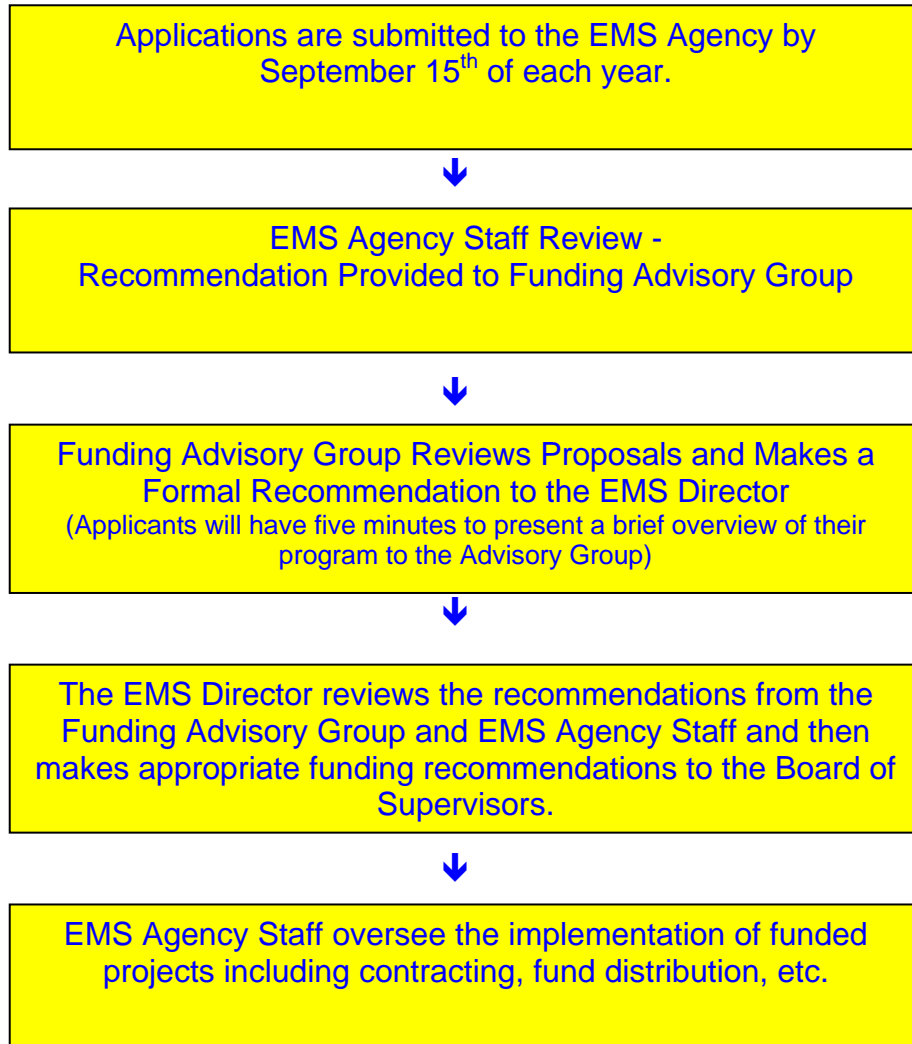 Applications are submitted to the EMS Agency by
September 15th of each year.
EMS Agency Staff Review -
Recommendation Provided to Funding Advisory Group
Funding Advisory Group Reviews Proposals and Makes a
Formal Recommendation to the EMS Director
(Applicants will have five minutes to present a brief overview of their
program to the Advisory Group)
The EMS Director reviews the recommendations from the
Funding Advisory Group and EMS Agency Staff and then
makes appropriate funding recommendations to the Board of
Supervisors.
EMS Agency Staff oversee the implementation of funded
projects including contracting, fund distribution, etc.